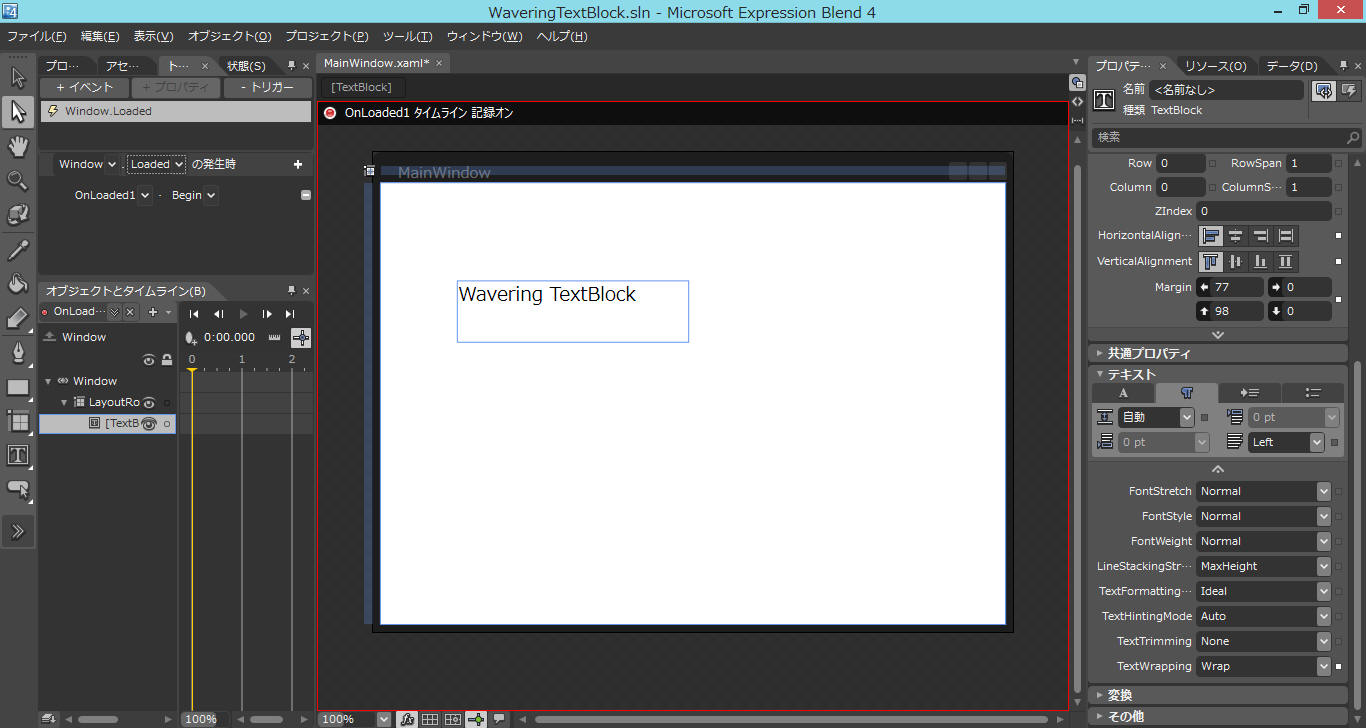 WaveringTextBlock.sln - Microsoft Expression Blend 4
ファイル(F) 編集(E) 表示(V) オブジェクト(O) プロジェクト(P) ツール(T) ウィンドウ(W) ヘルプ(H)
プロ… アセ… ト… × 状態(S)
+ イベント + プロパティ - トリガー
Window.Loaded
Window . Loaded の発生時
OnLoaded1 - Begin
オブジェクトとタイムライン(B)
OnLoad…
Window
0:00.000
0 1 2
Window
LayoutRo
[TextB
100%
MainWindow.xaml* ×
[TextBlock]
OnLoaded1 タイムライン 記録オン
MainWindow
Wavering TextBlock
100%
プロパティ… × リソース(O) データ(D)
名前 <名前なし>
種類 TextBlock
検索
Row 0 RowSpan 1
Column 0 ColumnS… 1
ZIndex 0
HorizontalAlign…
VerticalAlignment
Margin 77 0
98 0
共通プロパティ
テキスト
A
自動 0 pt
0 pt Left
FontStretch Normal
FontStyle Normal
FontWeight Normal
LineStackingStr… MaxHeight
TextFormatting… Ideal
TextHintingMode Auto
TextTrimming None
TextWrapping Wrap
変換
その他